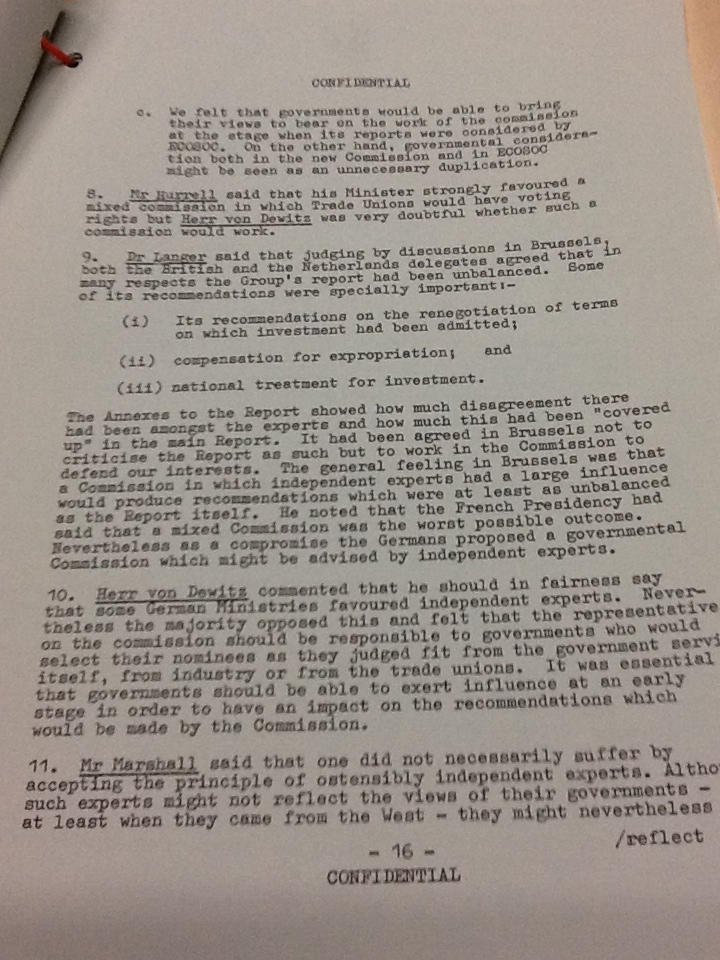 CONFIDENTIAL
c. We felt that governments would be able to bring
their views to bear on the work of the commission
at the stage when its reports were considered by
ECOSOC. On the other hand, governmental considera-
tion both in the new Commission and in ECOSOC
might be seen as an unnecessary duplication.
8. Mr Hurrell said that his Minister strongly favoured a
mixed commission in which Trade Unions would have voting
rights but Herr von Dewitz was very doubtful whether such a
commission would work.
9. Dr Langer said that judging by discussions in Brussels,
both the British and the Netherlands delegates agreed that in
many respects the Group's report had been unbalanced. Some
of its recommendations were specially important:-
(i) Its recommendations on the renegotiation of terms
on which investment had been admitted;
(ii) compensation for expropriation; and
(iii) national treatment for investment.
The Annexes to the Report showed how much disagreement there
had been amongst the experts and how much this had been "covered
up" in the main Report. It had been agreed in Brussels not to
criticise the Report as such but to work in the Commission to
defend our interests. The general feeling in Brussels was that
a Commission in which independent experts had a large influence
would produce recommendations which were at least as unbalanced
as the Report itself. He noted that the French Presidency had
said that a mixed Commission was the worst possible outcome.
Nevertheless as a compromise the Germans proposed a governmental
Commission which might be advised by independent experts.
10. Herr von Dewitz commented that he should in fairness say
that some German Ministries favoured independent experts. Never-
theless the majority opposed this and felt that the representative
on the commission should be responsible to governments who would
select their nominees as they judged fit from the government servi
itself, from industry or from the trade unions. It was essential
that governments should be able to exert influence at an early
stage in order to have an impact on the recommendations which
would be made by the Commission.
11. Mr Marshall said that one did not necessarily suffer by
accepting the principle of ostensibly independent experts. Altho
such experts might not reflect the views of their governments -
at least when they came from the West - they might nevertheless
/reflect
- 16 -
CONFIDENTIAL